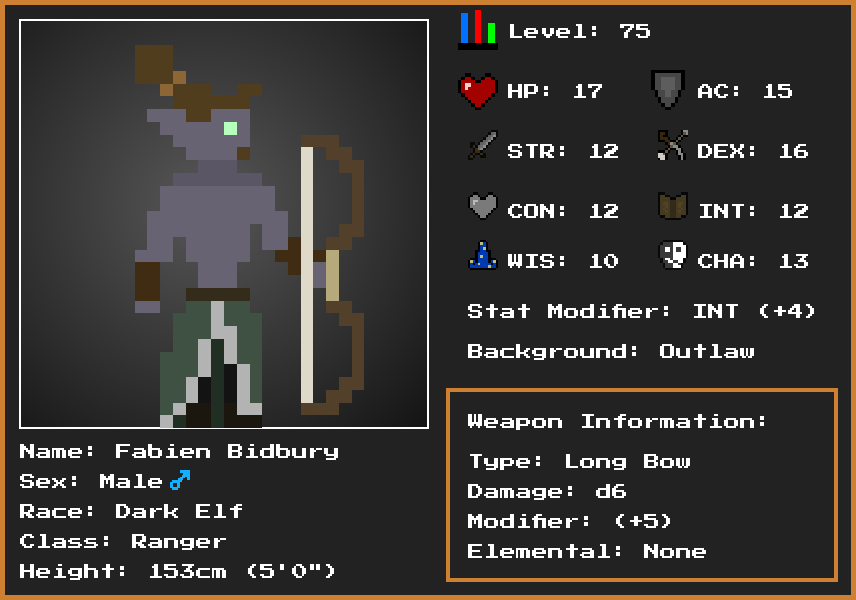 Level: 75
HP: 17
AC: 15
STR: 12
DEX: 16
CON: 12
INT: 12
WIS: 10
CHA: 13
Stat Modifier: INT (+4)
Background: Outlaw
Weapon Information:
Type: Long Bow
Damage: d6
Modifier: (+5)
Elemental: None
Name: Fabien Bidbury
Sex: Male♂
Race: Dark Elf
Class: Ranger
Height: 153cm (5'0")